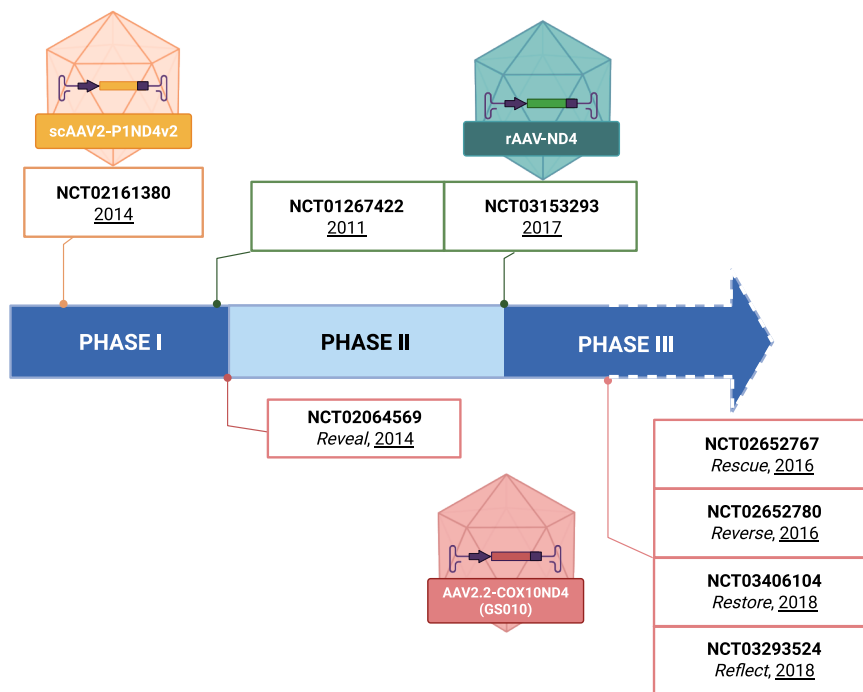 scAAV2-P1ND4v2
rAAV-ND4
NCT02161380
2014
NCT01267422
2011
NCT03153293
2017
PHASE I
PHASE II
PHASE III
NCT02064569
Reveal, 2014
NCT02652767
Rescue, 2016
NCT02652780
Reverse, 2016
NCT03406104
Restore, 2018
NCT03293524
Reflect, 2018
AAV2.2-COX10ND4
(GS010)